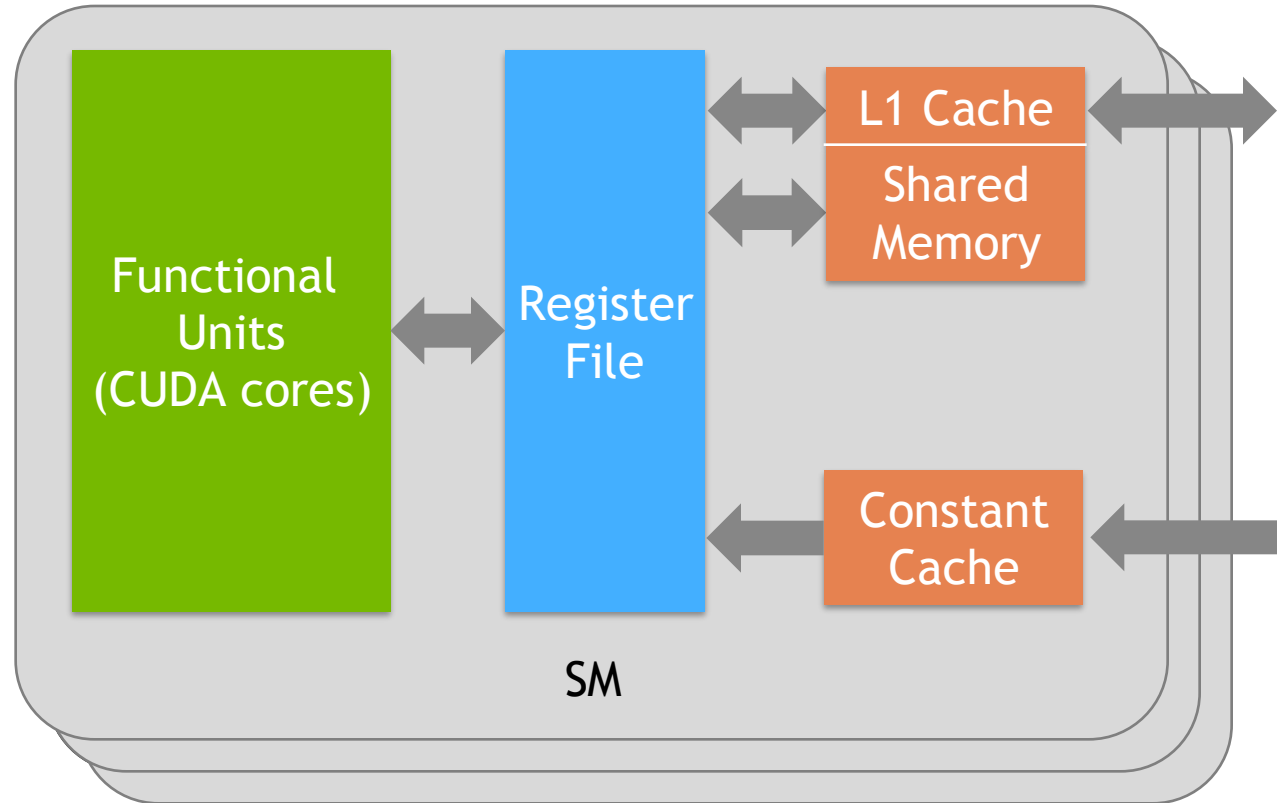 Functional
Units
(CUDA cores)
Register
File
L1 Cache
Shared
Memory
Constant
Cache
SM